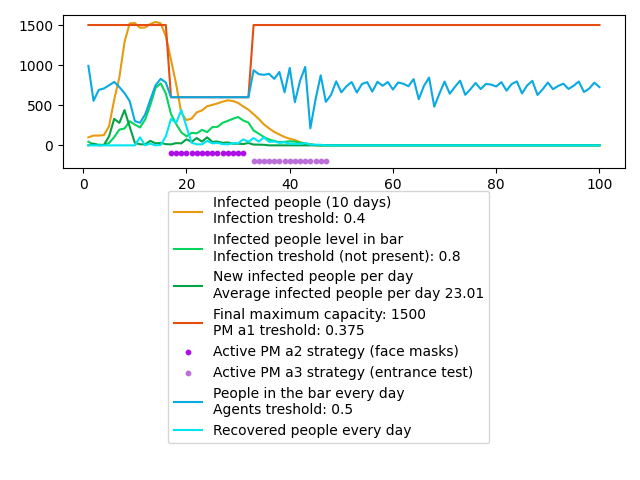 1500
1000
500
0
0
20
40
60
80
100
Infected people (10 days)
Infection treshold: 0.4
Infected people level in bar
Infection treshold (not present): 0.8
New infected people per day
Average infected people per day 23.01
Final maximum capacity: 1500
PM a1 treshold: 0.375
Active PM a2 strategy (face masks)
Active PM a3 strategy (entrance test)
People in the bar every day
Agents treshold: 0.5
Recovered people every day